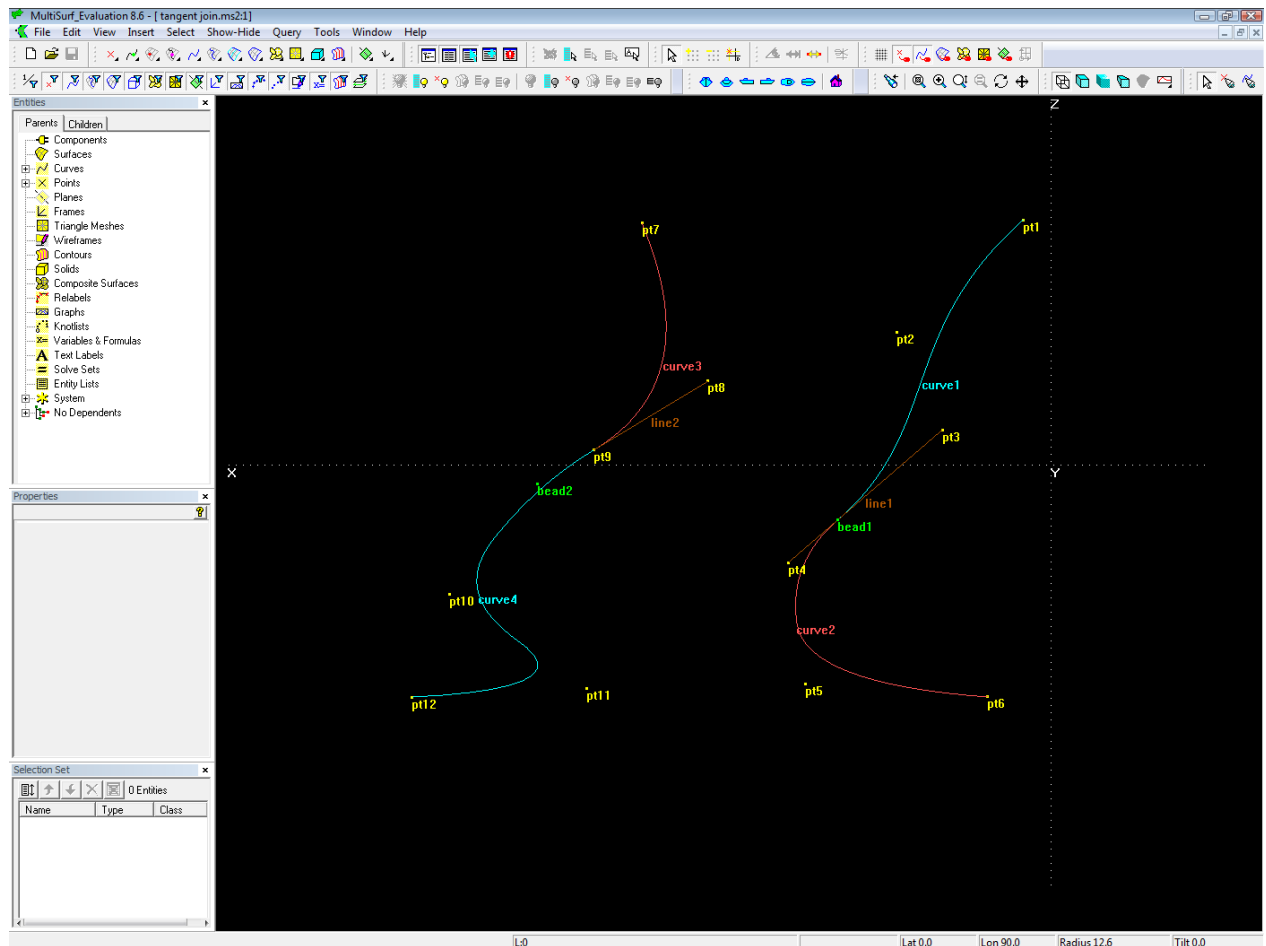 MultiSurf_Evaluation 8.6 - [ tangent join.ms2:1]
File Edit View Insert Select Show-Hide Query Tools Window Help
Entities
Parents Children
Components
Surfaces
Curves
Points
Planes
Frames
Triangle Meshes
Wireframes
Contours
Solids
Composite Surfaces
Relabels
Graphs
Knotlists
Variables & Formulas
Text Labels
Solve Sets
Entity Lists
System
No Dependents
Properties
Selection Set
0 Entities
Name Type Class
Z
pt7
pt1
pt2
curve3
curve1
pt8
line2
pt3
pt9
X
Y
bead2
line1
bead1
pt4
pt10 curve4
curve2
pt11
pt5
pt12
pt6
L:0 Lat 0.0 Lon 90.0 Radius 12.6 Tilt 0.0